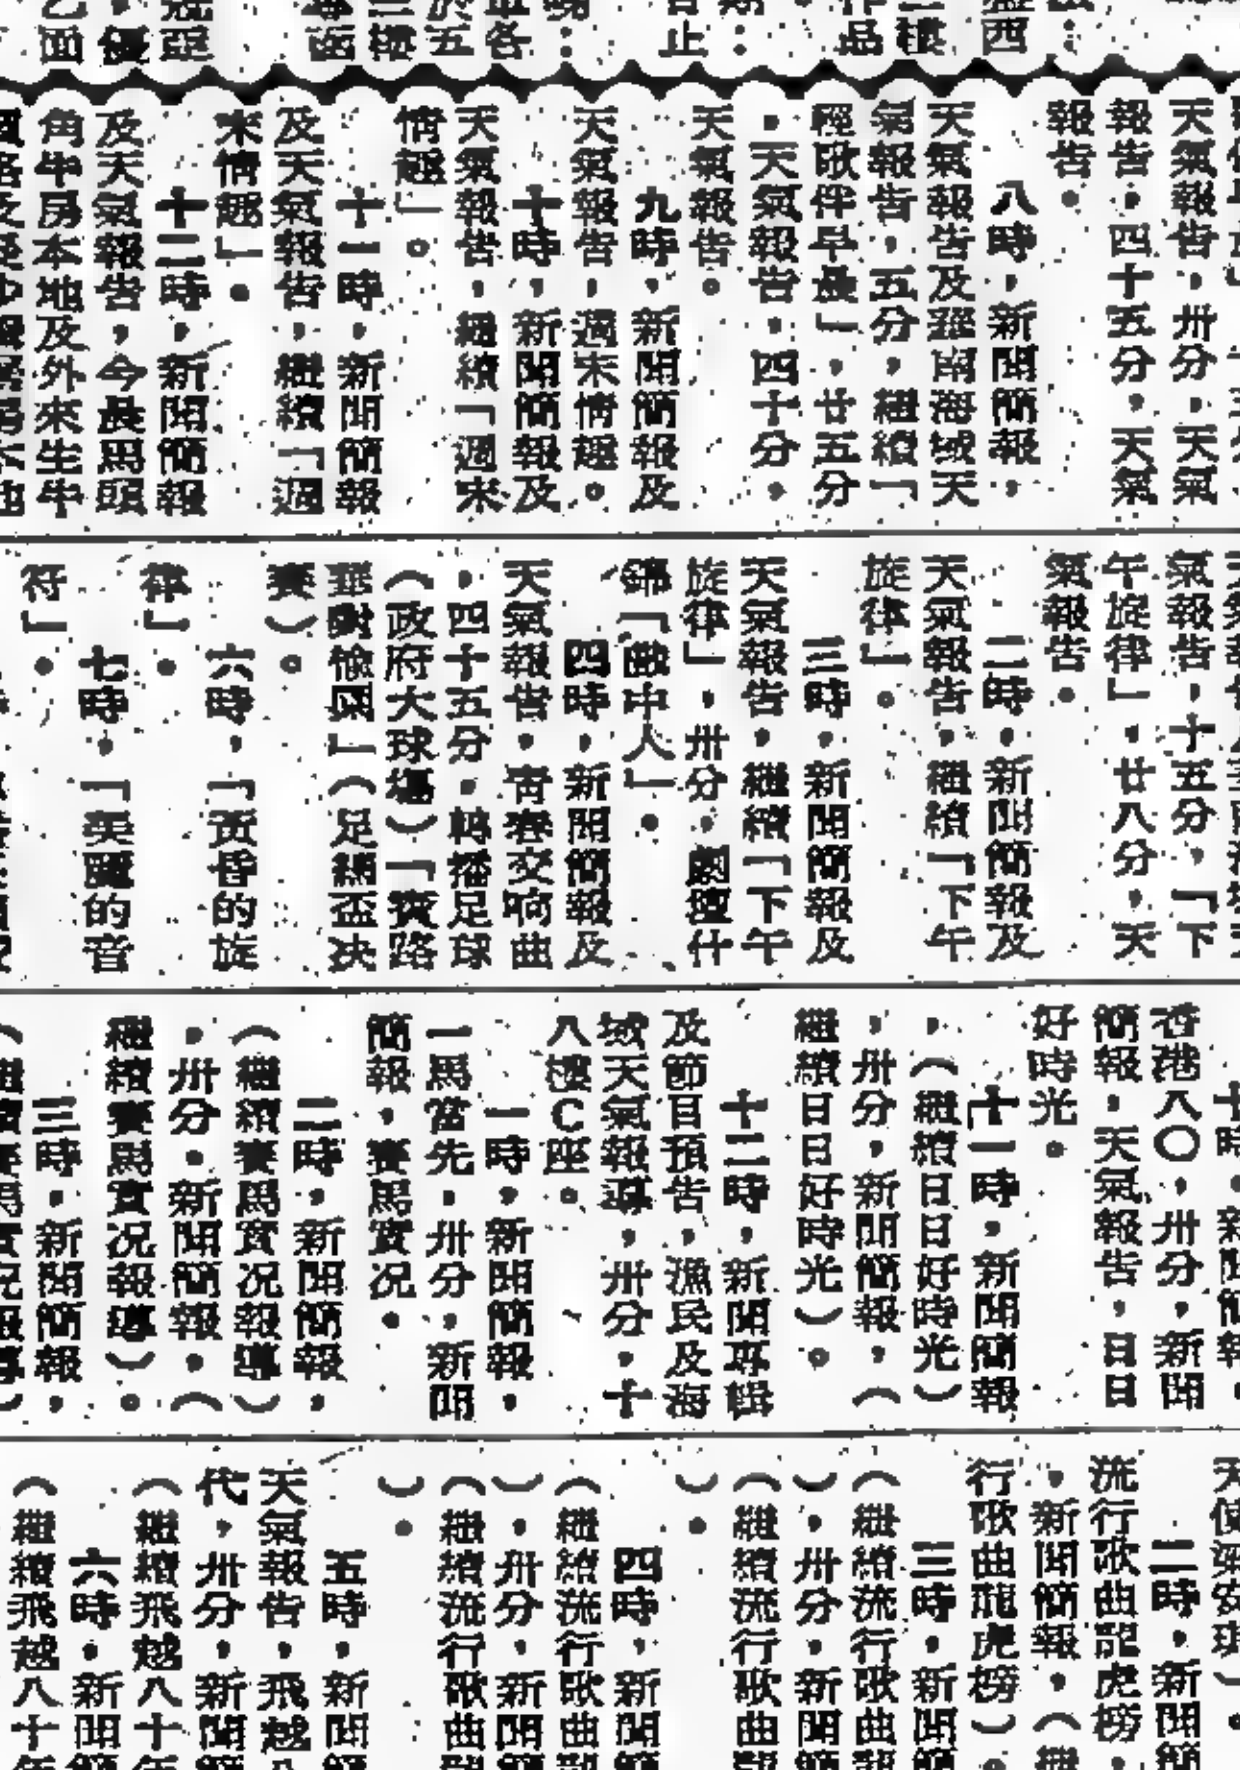 天氣報告，卅分，天氣
報告；四十五分，天氣
報告。
八時，新聞簡報，
天氣報告及華南海域天
氣報告，五分，繼續「
輕歌伴早晨」，廿五分
，天氣報告，四十分，
天氣報告。
九時，新聞簡報及
天氣報告，週末情趣。
十時，新聞簡報及
天氣報告，繼續「週末
情趣」。
十一時，新聞簡報
及天氣報告，繼續「週
末情趣」。
十二時，新聞簡報
及天氣報告，今晨馬頭
角牛房本地及外來生牛
氣報告，十五分，「下
午旋律」，廿八分，天
氣報告。
二時，新聞簡報及
天氣報告，繼續「下午
旋律」。
三時，新聞簡報及
天氣報告，繼續「下午
旋律」，卅分，劇壇什
錦「戲中人」。
四時，新聞簡報及
天氣報告，青春交响曲
，四十五分，轉播足球
（政府大球場）「賓路
華對愉園」（足總盃决
賽）。
六時，「黃昏的旋
律」。
七時，「美麗的音
符」。
香港八〇，卅分，新聞
簡報，天氣報告，日日
好時光。
十一時，新聞簡報
，（繼續日日好時光）
，卅分，新聞簡報，（
繼續日日好時光）。
十二時，新聞專輯
及節目預告，漁民及海
域天氣報導，卅分，十
八樓C座。
一時，新聞簡報，
一馬當先，卅分，新聞
簡報，賽馬實况。
二時，新聞簡報，
（繼續賽馬實况報導）
，卅分，新聞簡報，（
繼續賽馬實况報導）。
三時，新聞簡報，
二時，新聞簡
流行歌曲龍虎榜，
，新聞簡報，（繼
行歌曲龍虎榜）。
三時，新聞簡
（繼續流行歌曲龍
），卅分，新聞簡
（繼續流行歌曲龍
）。
四時，新聞簡
（繼續流行歌曲龍
），卅分，新聞簡
（繼續流行歌曲龍
）。
五時，新聞簡
天氣報告，飛越八
代，卅分，新聞簡
（繼續飛越八十年
六時，新聞簡
（繼續飛越八十年